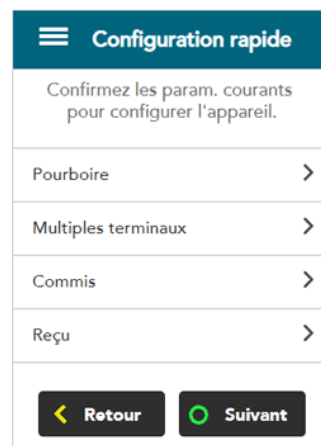 Configuration rapide
Confirmez les param. courants
pour configurer l'appareil.
Pourboire
Multiples terminaux
Commis
Reçu
Retour
Suivant